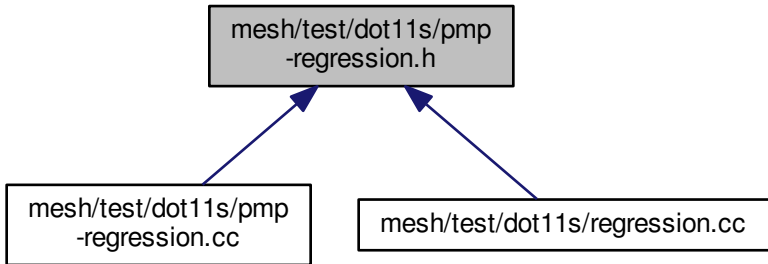 mesh/test/dot11s/pmp
-regression.h
mesh/test/dot11s/pmp
-regression.cc
mesh/test/dot11s/regression.cc